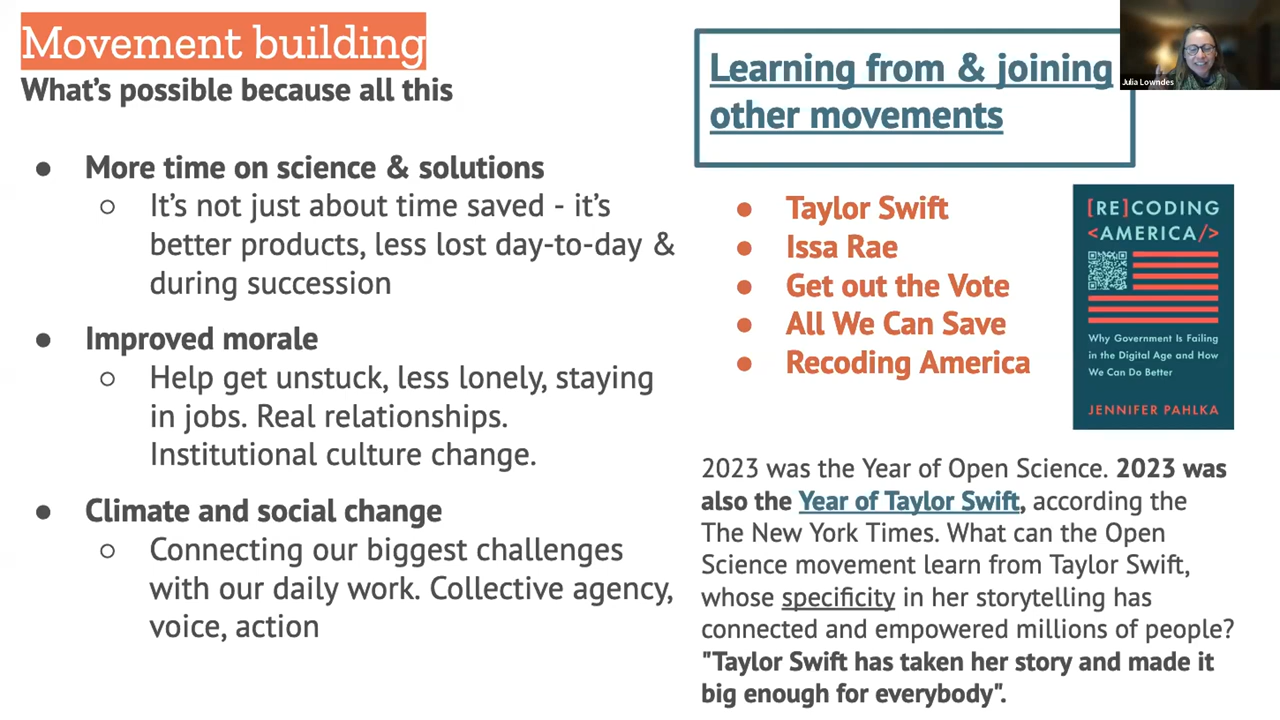 Movement building
What's possible because all this
● More time on science & solutions
○ It's not just about time saved - it's
better products, less lost day-to-day &
during succession
● Improved morale
○ Help get unstuck, less lonely, staying
in jobs. Real relationships.
Institutional culture change.
● Climate and social change
○ Connecting our biggest challenges
with our daily work. Collective agency,
voice, action
Learning from & joining
other movements
Julia Lowndes
● Taylor Swift
● Issa Rae
● Get out the Vote
● All We Can Save
● Recoding America
[RE]CODING
<AMERICA/>
Why Government Is Failing
in the Digital Age and How
We Can Do Better
JENNIFER PAHLKA
2023 was the Year of Open Science. 2023 was
also the Year of Taylor Swift, according the
The New York Times. What can the Open
Science movement learn from Taylor Swift,
whose specificity in her storytelling has
connected and empowered millions of people?
"Taylor Swift has taken her story and made it
big enough for everybody".